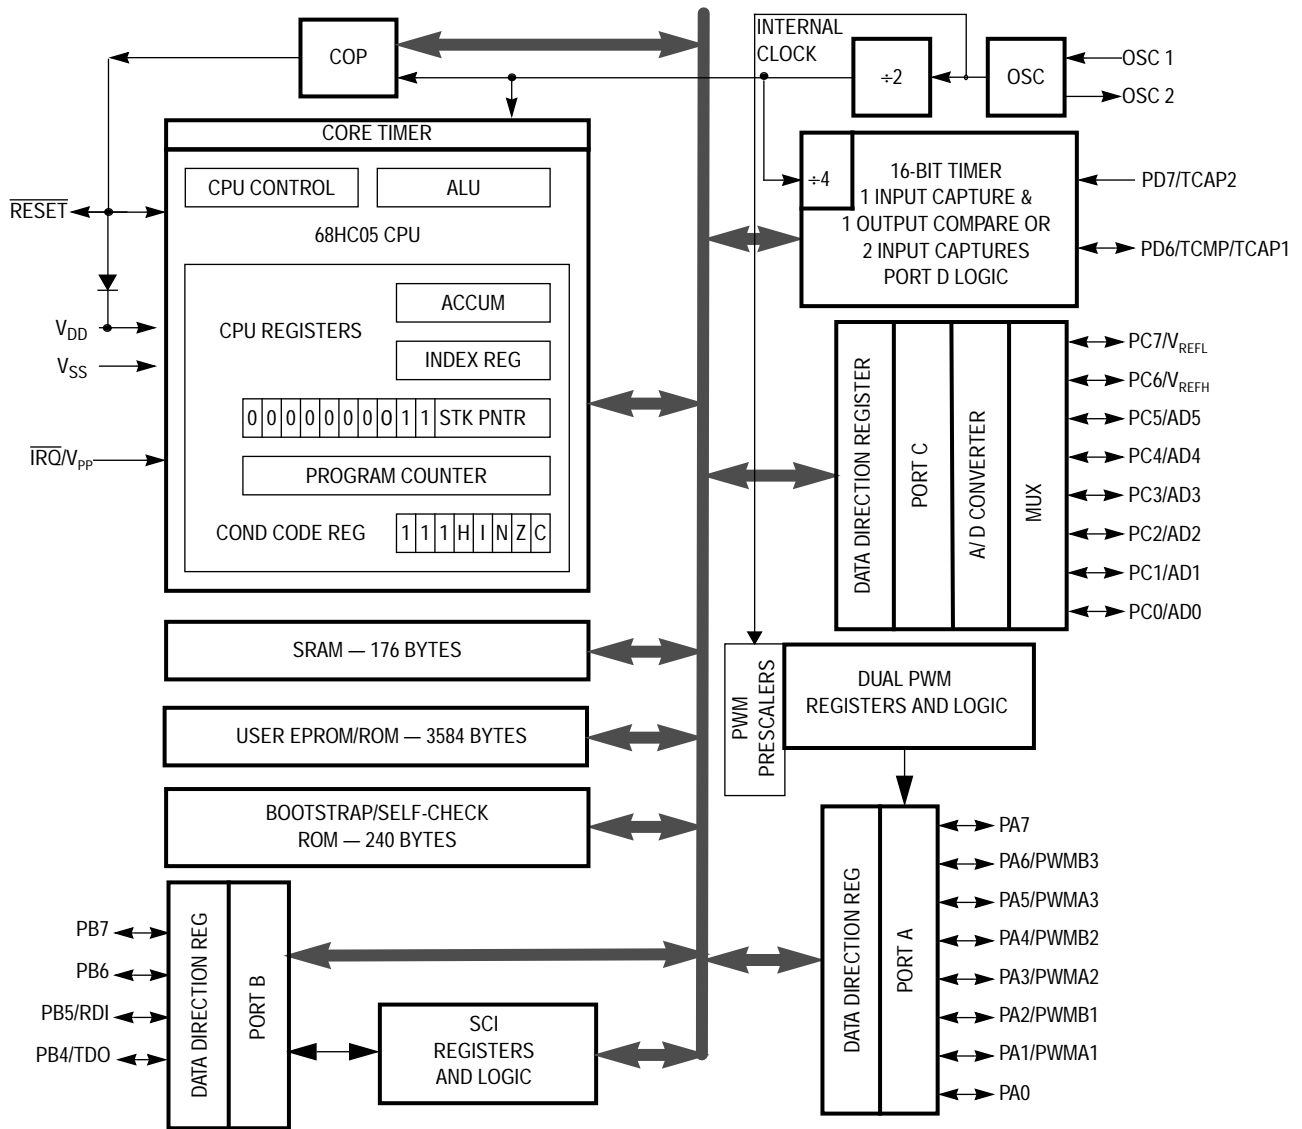 COP
INTERNAL
CLOCK
÷2
OSC
OSC 1
OSC 2
CORE TIMER
CPU CONTROL
ALU
68HC05 CPU
RESET
V_DD
V_SS
IRQ/V_PP
CPU REGISTERS
ACCUM
INDEX REG
0 0 0 0 0 0 0 0 1 1 STK PNTR
PROGRAM COUNTER
COND CODE REG
1 1 1 H I N Z C
÷4
16-BIT TIMER
1 INPUT CAPTURE &
1 OUTPUT COMPARE OR
2 INPUT CAPTURES
PORT D LOGIC
PD7/TCAP2
PD6/TCMP/TCAP1
DATA DIRECTION REGISTER
PORT C
A/ D CONVERTER
MUX
PC7/V_REFL
PC6/V_REFH
PC5/AD5
PC4/AD4
PC3/AD3
PC2/AD2
PC1/AD1
PC0/AD0
SRAM — 176 BYTES
USER EPROM/ROM — 3584 BYTES
BOOTSTRAP/SELF-CHECK
ROM — 240 BYTES
PWM
PRESCALERS
DUAL PWM
REGISTERS AND LOGIC
PB7
PB6
PB5/RDI
PB4/TDO
DATA DIRECTION REG
PORT B
SCI
REGISTERS
AND LOGIC
DATA DIRECTION REG
PORT A
PA7
PA6/PWMB3
PA5/PWMA3
PA4/PWMB2
PA3/PWMA2
PA2/PWMB1
PA1/PWMA1
PA0